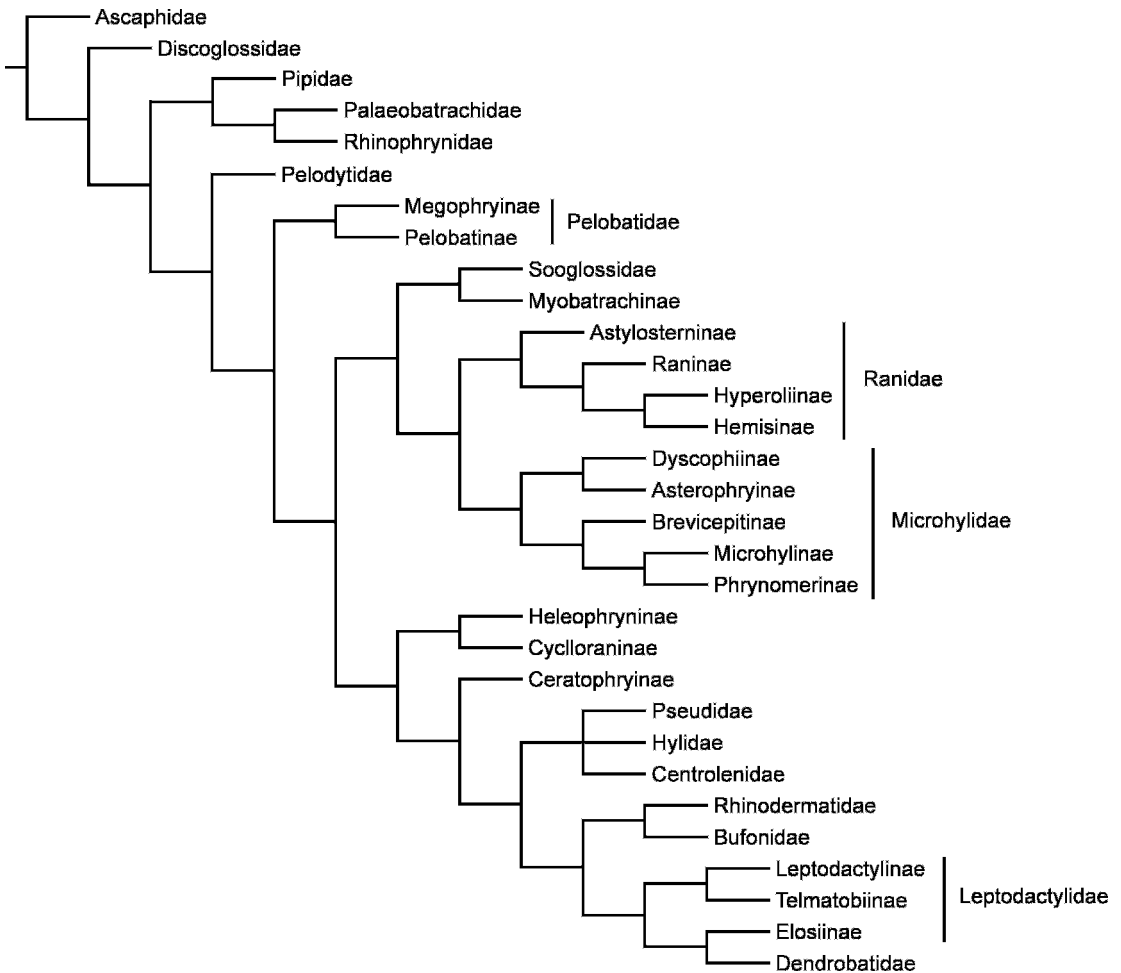 Ascaphidae
Discoglossidae
Pipidae
Palaeobatrachidae
Rhinophrynidae
Pelodytidae
Megophryinae
Pelobatidae
Pelobatinae
Sooglossidae
Myobatrachinae
Astylosterninae
Raninae
Ranidae
Hyperoliinae
Hemisinae
Dyscophiinae
Asterophryinae
Brevicepitinae
Microhylidae
Microhylinae
Phrynomerinae
Heleophryninae
Cyclloraninae
Ceratophryinae
Pseudidae
Hylidae
Centrolenidae
Rhinodermatidae
Bufonidae
Leptodactylinae
Leptodactylidae
Telmatobiinae
Elosiinae
Dendrobatidae